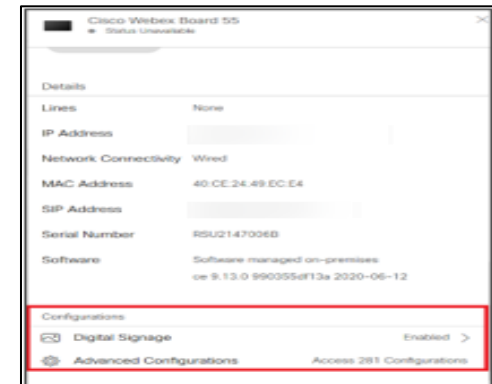 Cisco Webex Board 55
Status Unavailable
Details
Lines None
IP Address
Network Connectivity Wired
MAC Address 40:CE:24:49:EC:E4
SIP Address
Serial Number RSU2147006B
Software Software managed on-premises
ce 9.13.0 990355df13a 2020-06-12
Configurations
Digital Signage Enabled
Advanced Configurations Access 281 Configurations